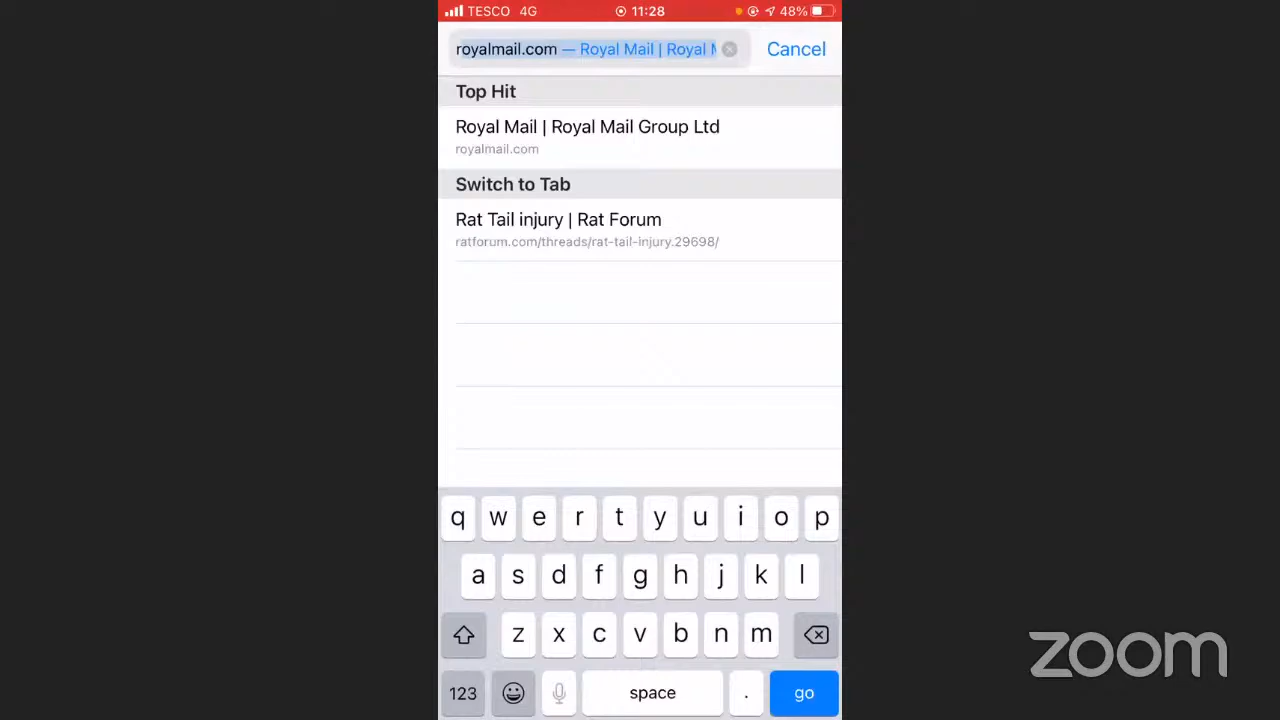 TESCO 4G 11:28 48%
royalmail.com — Royal Mail | Royal M Cancel
Top Hit
Royal Mail | Royal Mail Group Ltd
royalmail.com
Switch to Tab
Rat Tail injury | Rat Forum
ratforum.com/threads/rat-tail-injury.29698/
q w e r t y u i o p
a s d f g h j k l
z x c v b n m
123 space . go
zoom